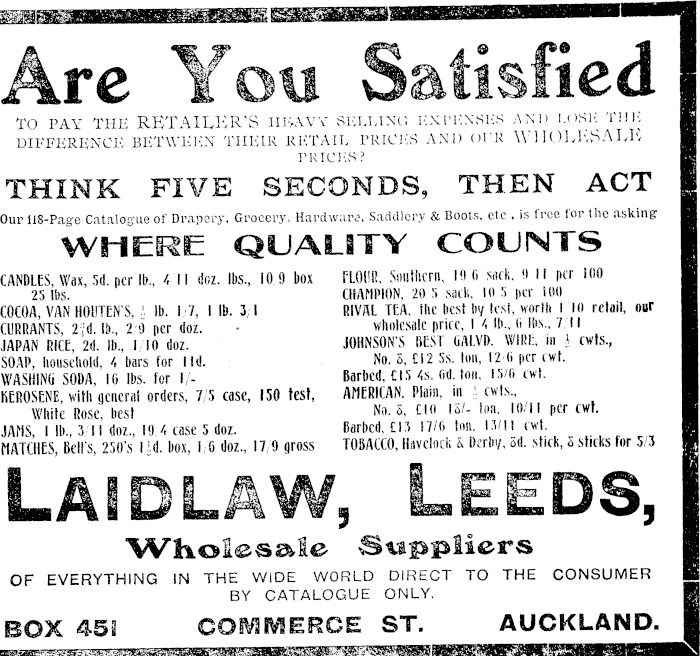 Are You Satisfied
TO PAY THE RETAILER'S HEAVY SELLING EXPENSES AND LOSE THE
DIFFERENCE BETWEEN THEIR RETAIL PRICES AND OUR WHOLESALE
PRICES?
THINK FIVE SECONDS, THEN ACT
Our 118-Page Catalogue of Drapery, Grocery, Hardware, Saddlery & Boots, etc., is free for the asking
WHERE QUALITY COUNTS
CANDLES, Wax, 5d. per lb., 4/11 doz. lbs., 10/9 box
25 lbs.
COCOA, VAN HOUTEN'S, lb. 1/7, 1 lb. 3/1
CURRANTS, lb., 2/9 per doz.
JAPAN RICE, 2d. lb., 1/10 doz.
SOAP, household, 4 bars for 11d.
WASHING SODA, 16 lbs. for 1/-
KEROSENE, with general orders, 7/5 case, 150 test,
White Rose, best
JAMS, 1 lb., 3/11 doz., 19/4 case 5 doz.
MATCHES, Bell's, 250's 1½d. box, 1/6 doz., 17/9 gross
FLOUR, Southern, 19/6 sack, 9/11 per 100
CHAMPION, 20/5 sack, 10/5 per 100
RIVAL TEA, the best by test, worth 1/10 retail, our
wholesale price, 1/4 lb., 6 lbs., 7/11
JOHNSON'S BEST GALVD. WIRE, in cwts.,
No. 8, £12 5s. ton, 12/6 per cwt.
Barbed, £15 4s. 6d. ton, 15/6 cwt.
AMERICAN, Plain, in cwts.,
No. 8, £10 18/- ton, 10/11 per cwt.
Barbed, £13 17/6 ton, 13/11 cwt.
TOBACCO, Havelock & Derby, 8d. stick, 8 sticks for 5/3
LAIDLAW, LEEDS,
Wholesale Suppliers
OF EVERYTHING IN THE WIDE WORLD DIRECT TO THE CONSUMER
BY CATALOGUE ONLY.
BOX 451 COMMERCE ST. AUCKLAND.